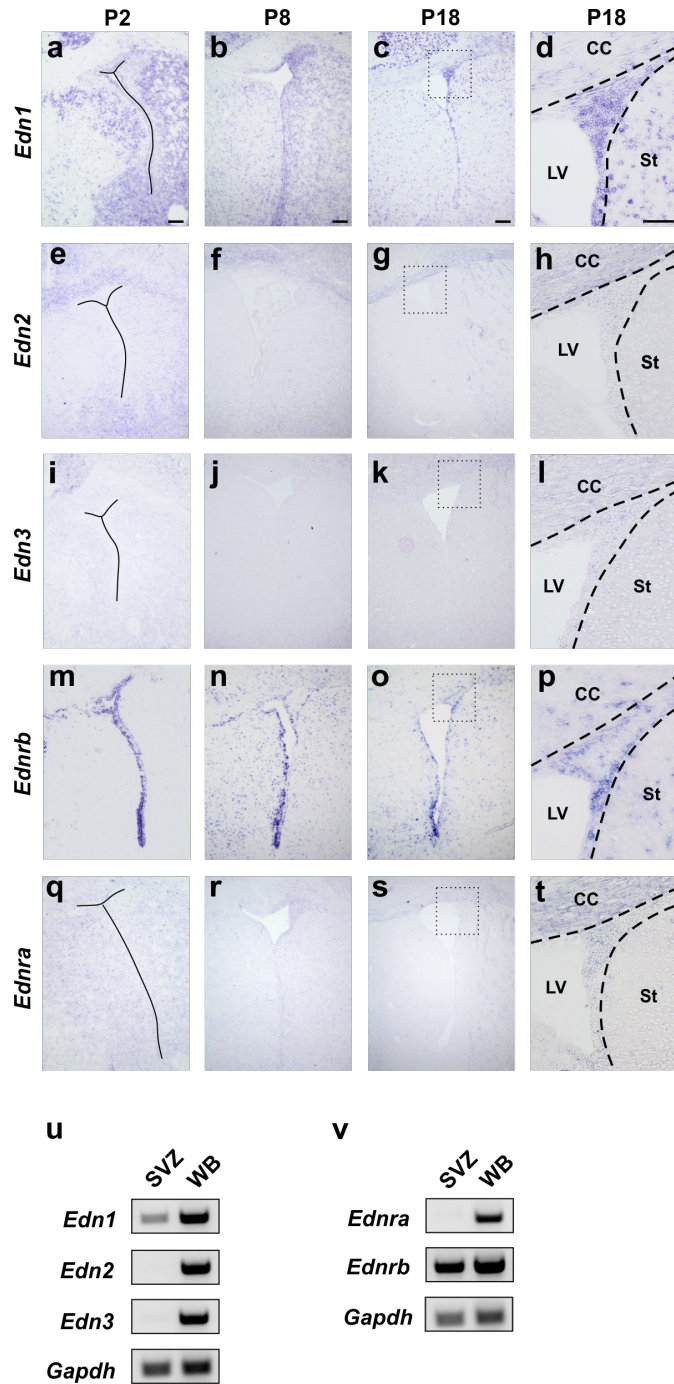 P2 P8 P18 P18
Edn1
a b c d
CC
LV St
Edn2
e f g h
CC
LV St
Edn3
i j k l
CC
LV St
Ednrb
m n o p
CC
LV St
Ednra
q r s t
CC
LV St
u v
SVZ WB SVZ WB
Edn1
Edn2
Edn3
Gapdh
Ednra
Ednrb
Gapdh